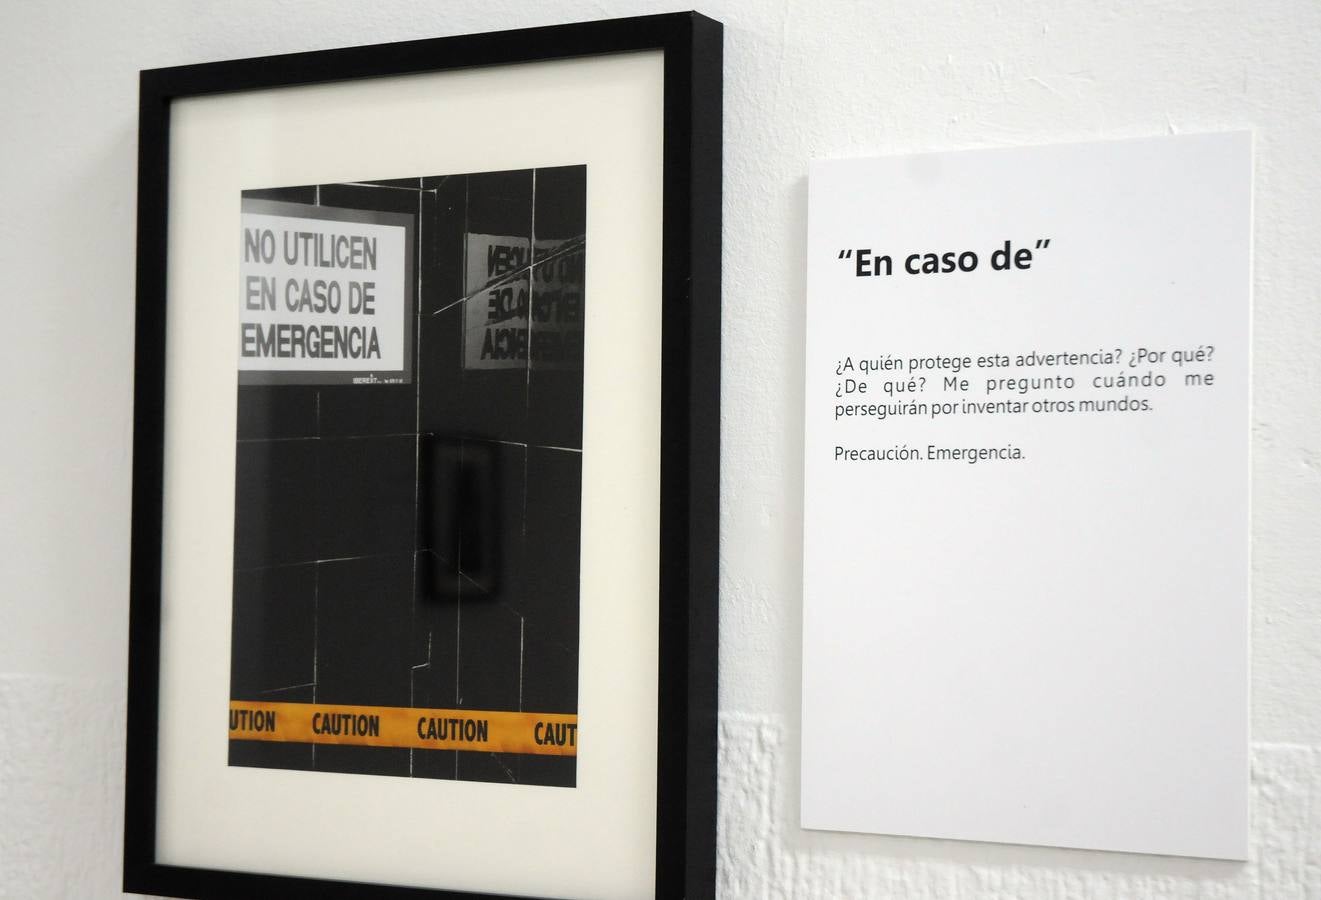 NO UTILICEN
EN CASO DE
EMERGENCIA
IBEREXT
UTION CAUTION CAUTION CAUT
“En caso de”
¿A quién protege esta advertencia? ¿Por qué?
¿De qué? Me pregunto cuándo me
perseguirán por inventar otros mundos.
Precaución. Emergencia.